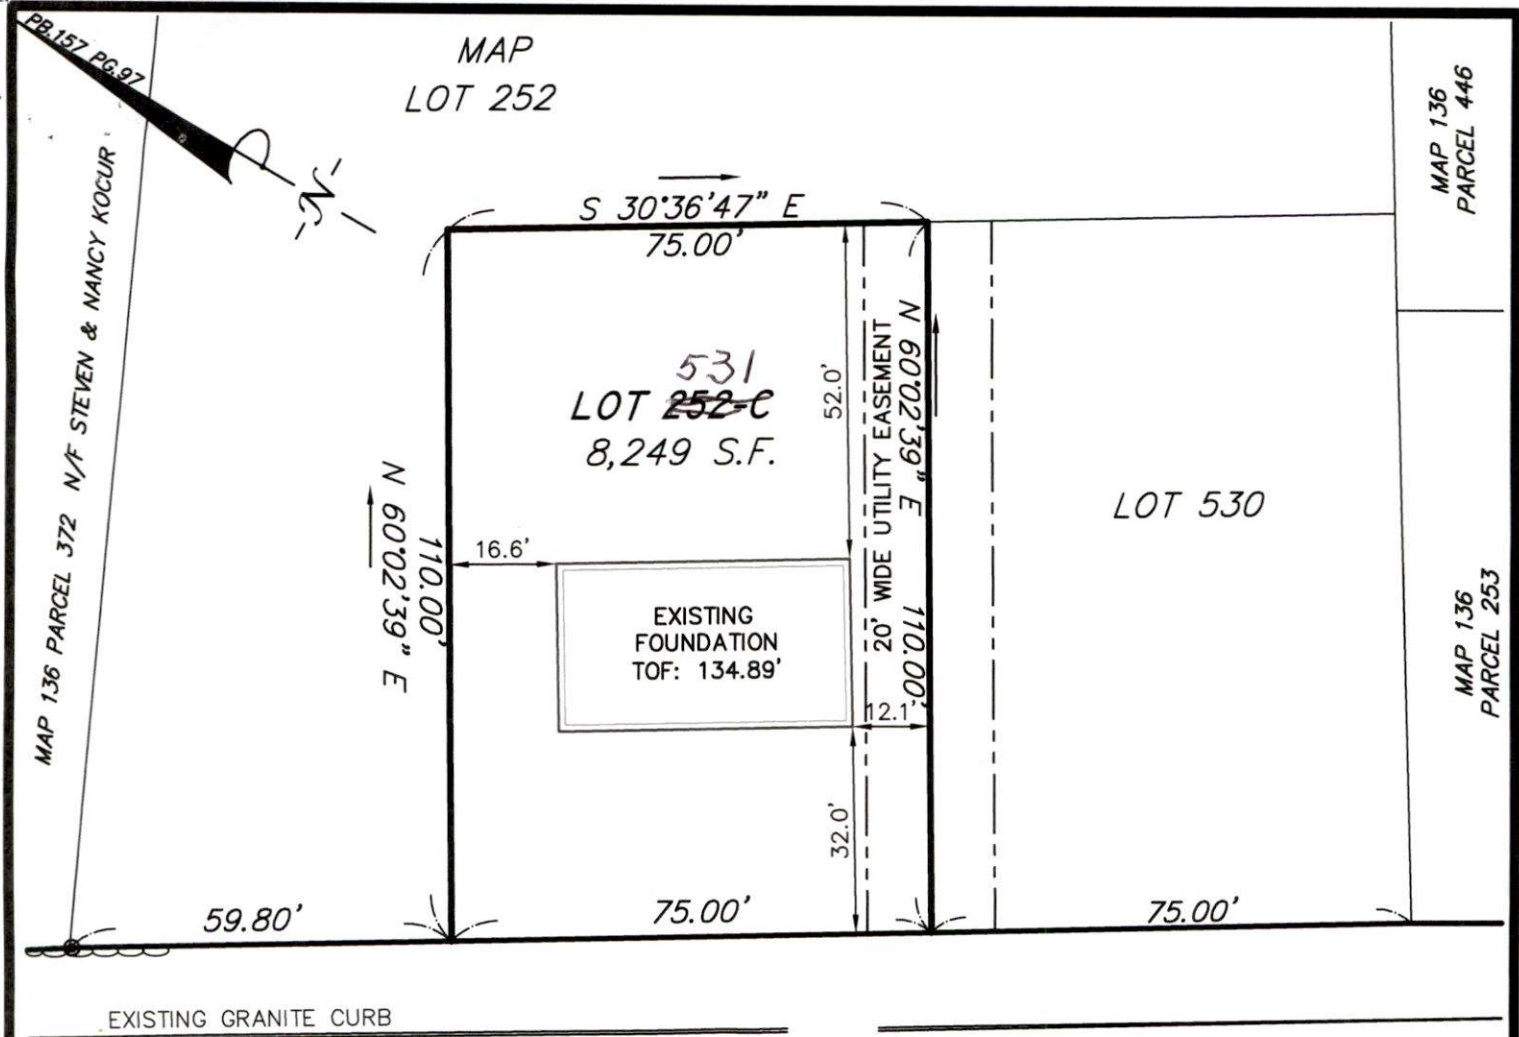 PB.157 PG.97
-N-
MAP
LOT 252
MAP 136
PARCEL 446
MAP 136 PARCEL 372 N/F STEVEN & NANCY KOCUR
S 30°36'47" E
75.00'
531
LOT 252-C
8,249 S.F.
52.0'
20' WIDE UTILITY EASEMENT
N 60°02'39" E
110.00'
LOT 530
N 60°02'39" E
110.00'
16.6'
EXISTING
FOUNDATION
TOF: 134.89'
12.1'
32.0'
MAP 136
PARCEL 253
59.80'
75.00'
75.00'
EXISTING GRANITE CURB